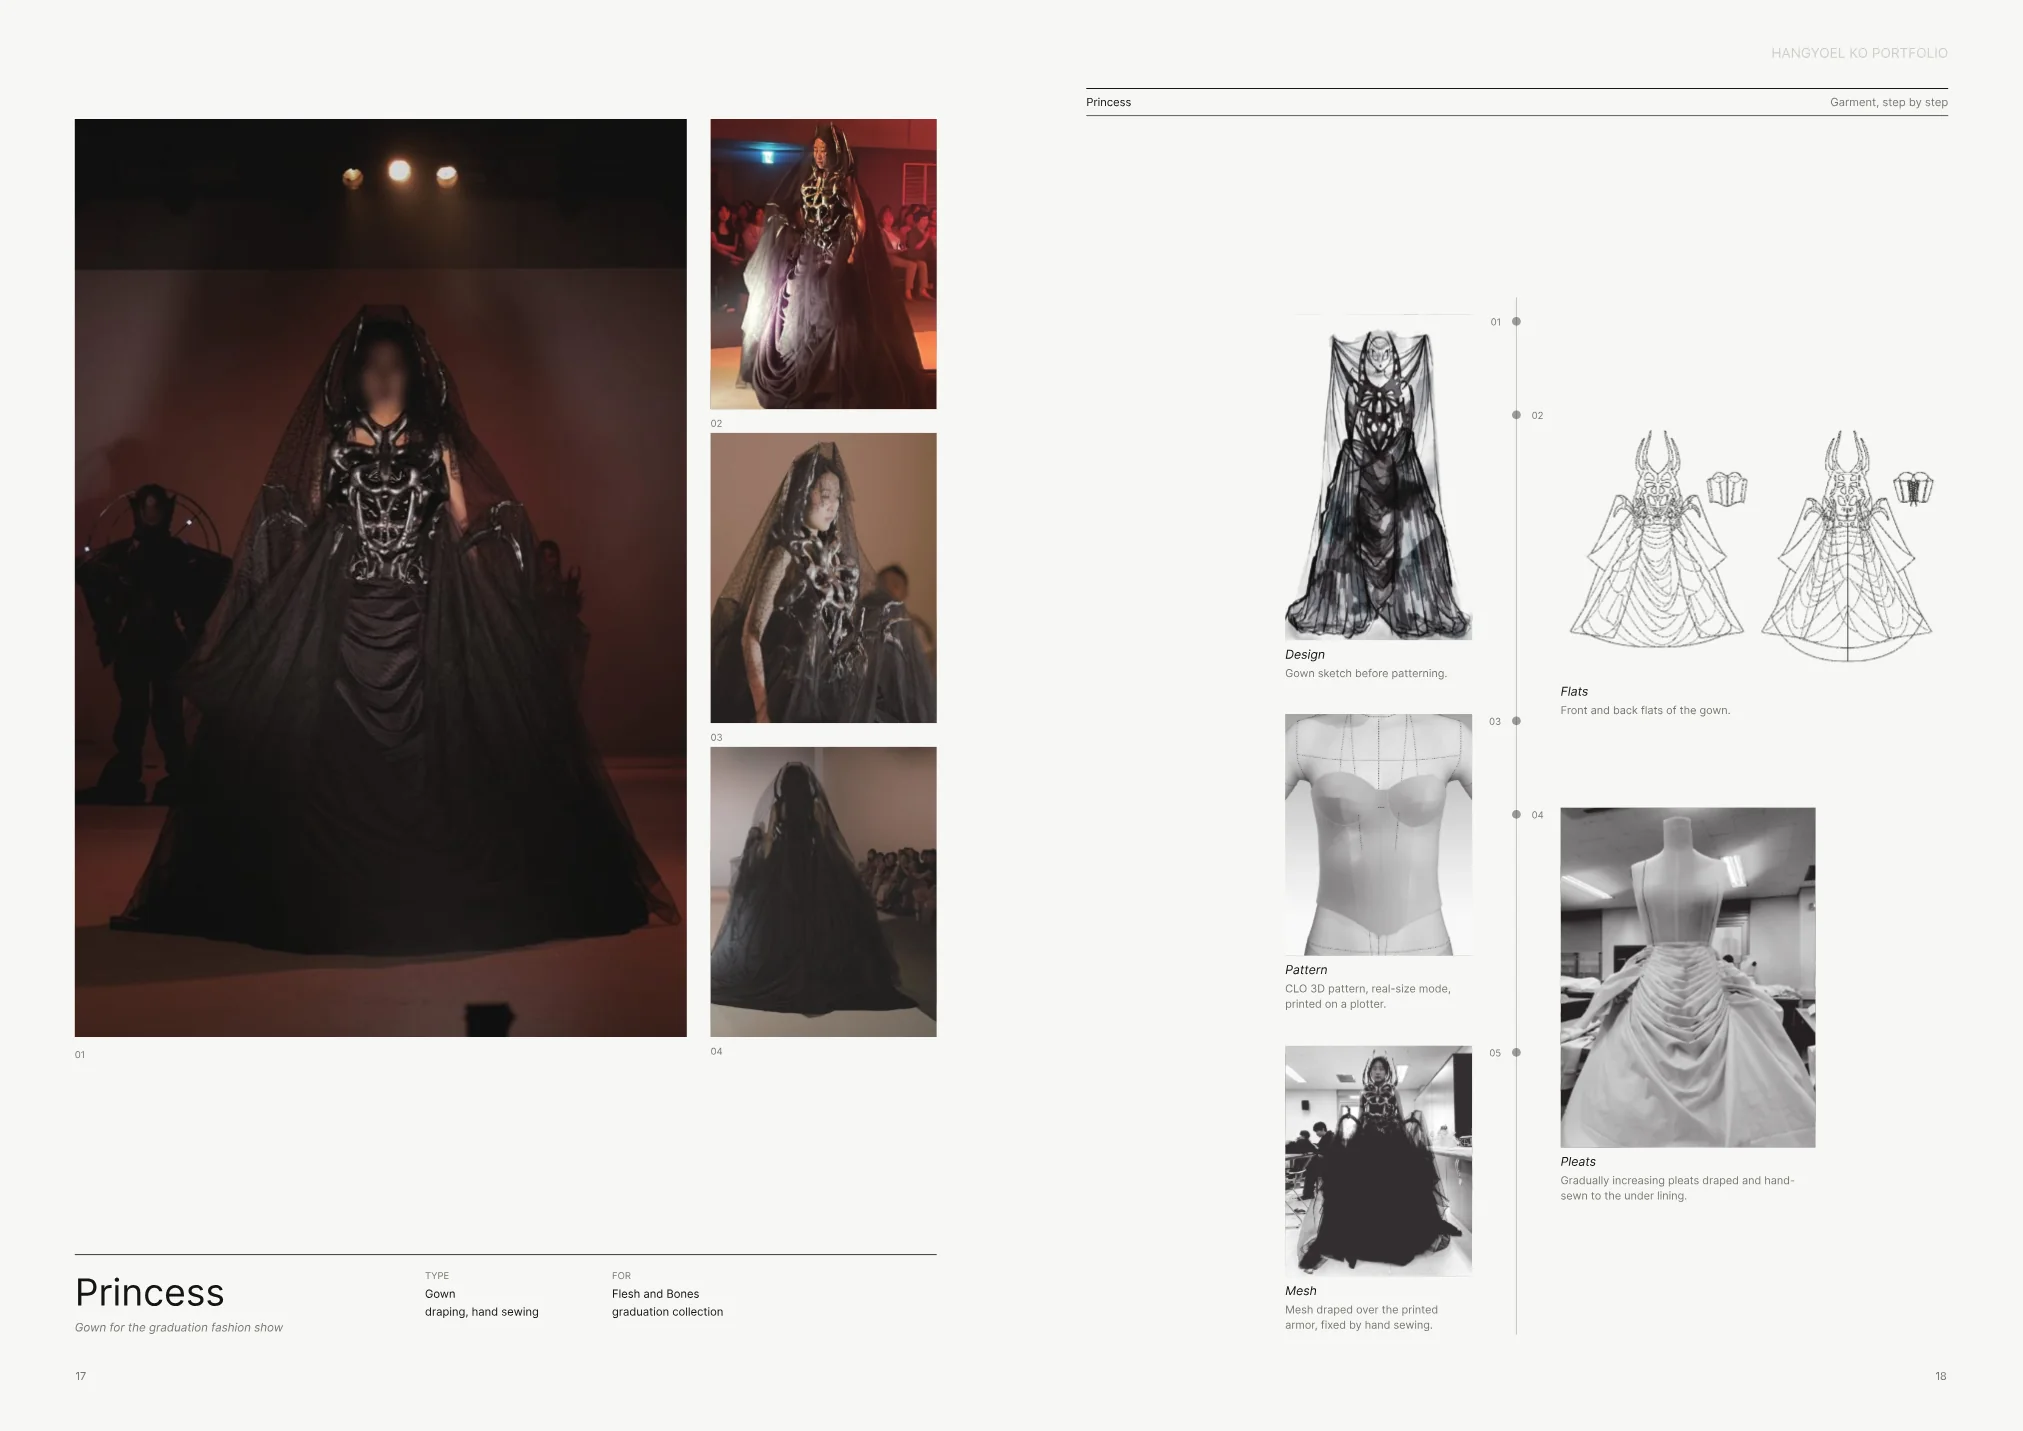 HANGYOEL KO PORTFOLIO
Princess
Garment, step by step
01
02
03
04
Princess
Gown for the graduation fashion show
TYPE
Gown
draping, hand sewing
FOR
Flesh and Bones
graduation collection
17
01
Design
Gown sketch before patterning.
02
Flats
Front and back flats of the gown.
03
Pattern
CLO 3D pattern, real-size mode,
printed on a plotter.
04
Pleats
Gradually increasing pleats draped and hand-
sewn to the under lining.
05
Mesh
Mesh draped over the printed
armor, fixed by hand sewing.
18